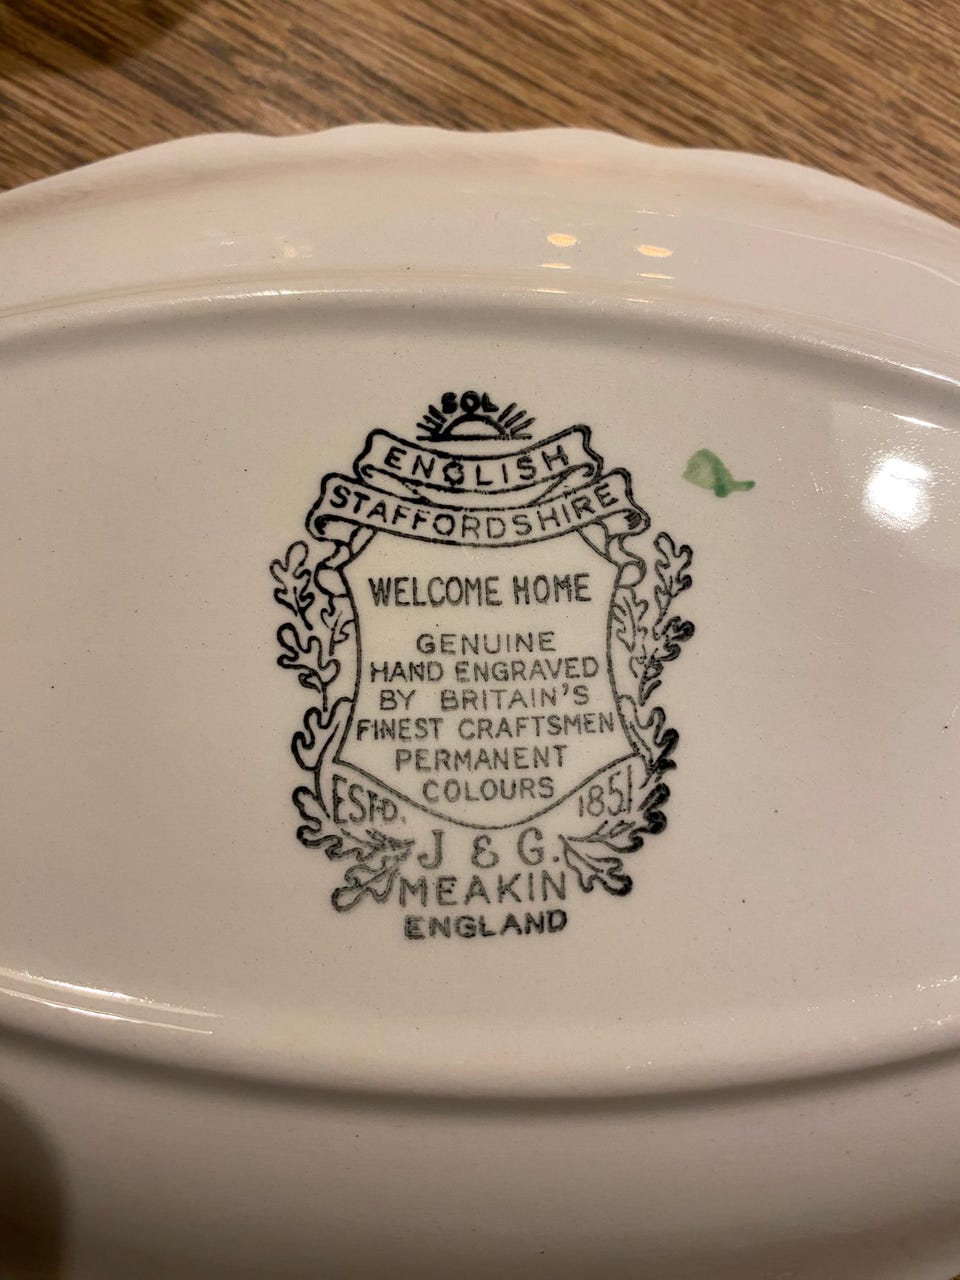 SOL
ENGLISH
STAFFORDSHIRE
WELCOME HOME
GENUINE
HAND ENGRAVED
BY BRITAIN'S
FINEST CRAFTSMEN
PERMANENT
COLOURS
ESTD. 1851
J & G.
MEAKIN
ENGLAND